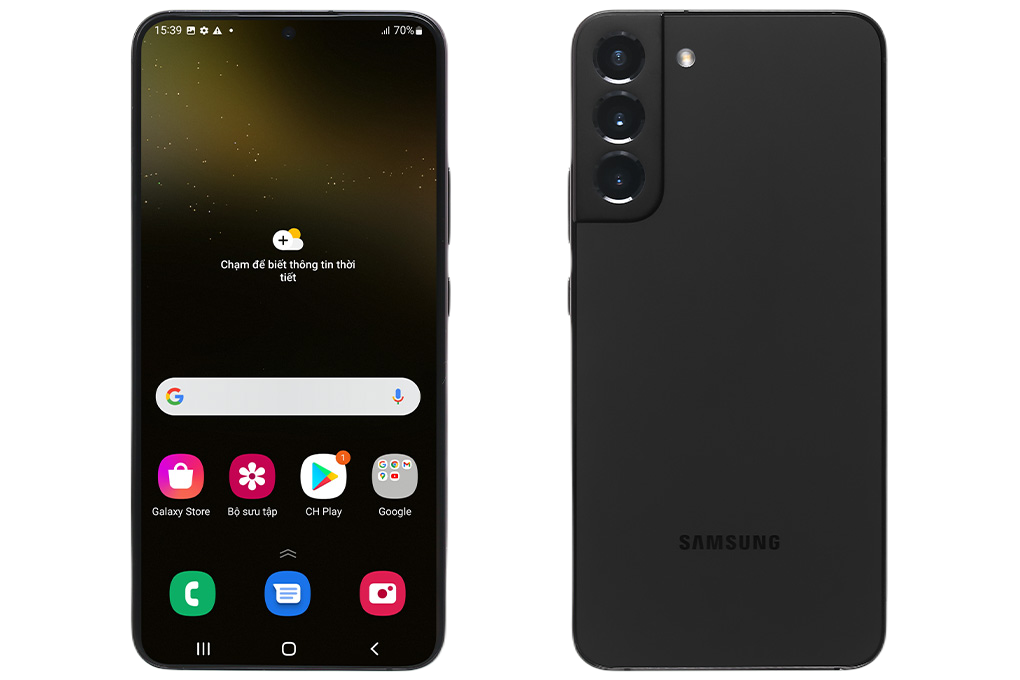 15:39
70%
Chạm để biết thông tin thời
tiết
1
Galaxy Store
Bộ sưu tập
CH Play
Google
SAMSUNG